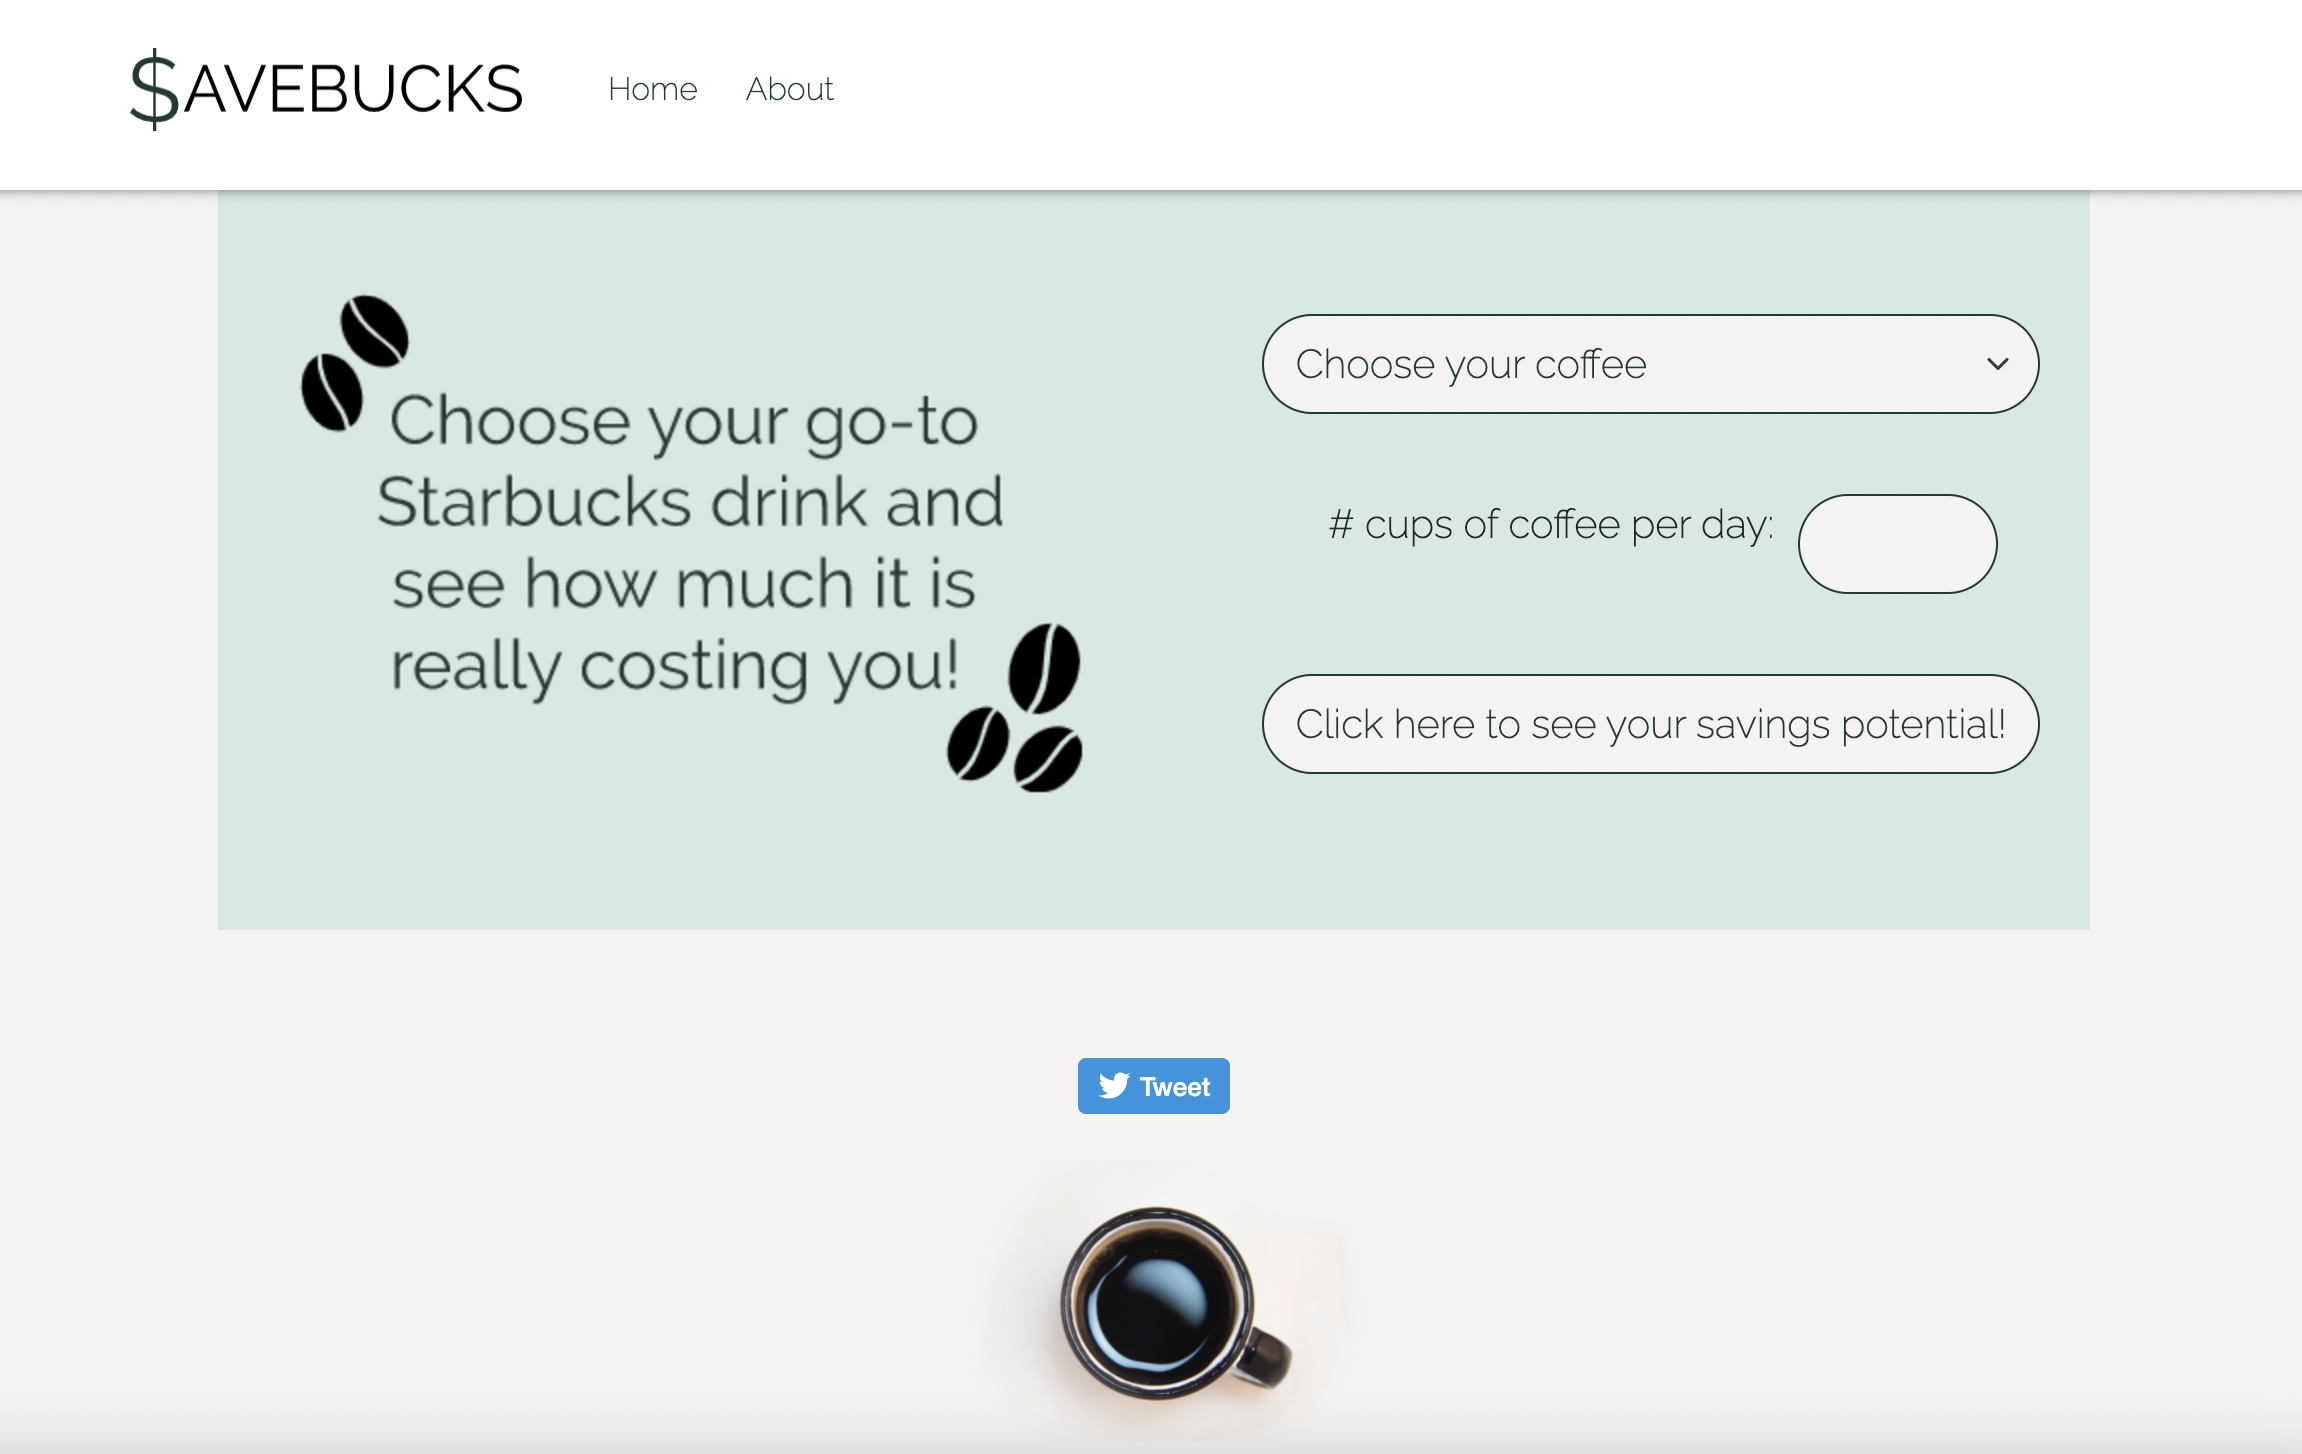 $AVEBUCKS
Home
About
Choose your go-to
Starbucks drink and
see how much it is
really costing you!
Choose your coffee
# cups of coffee per day:
Click here to see your savings potential!
Tweet